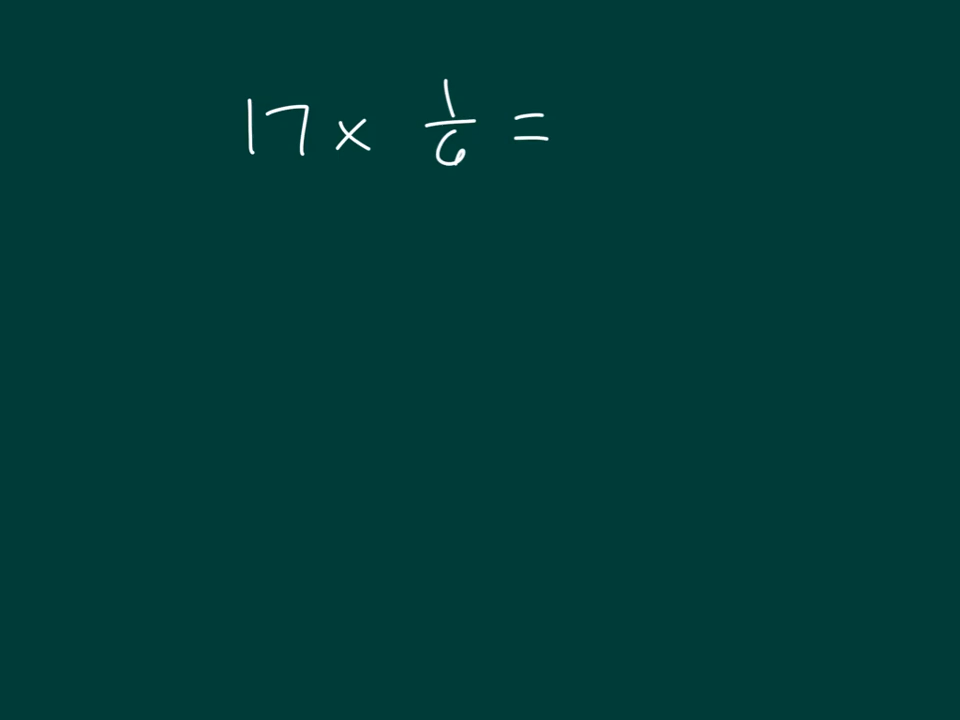 17 × 1/6 =